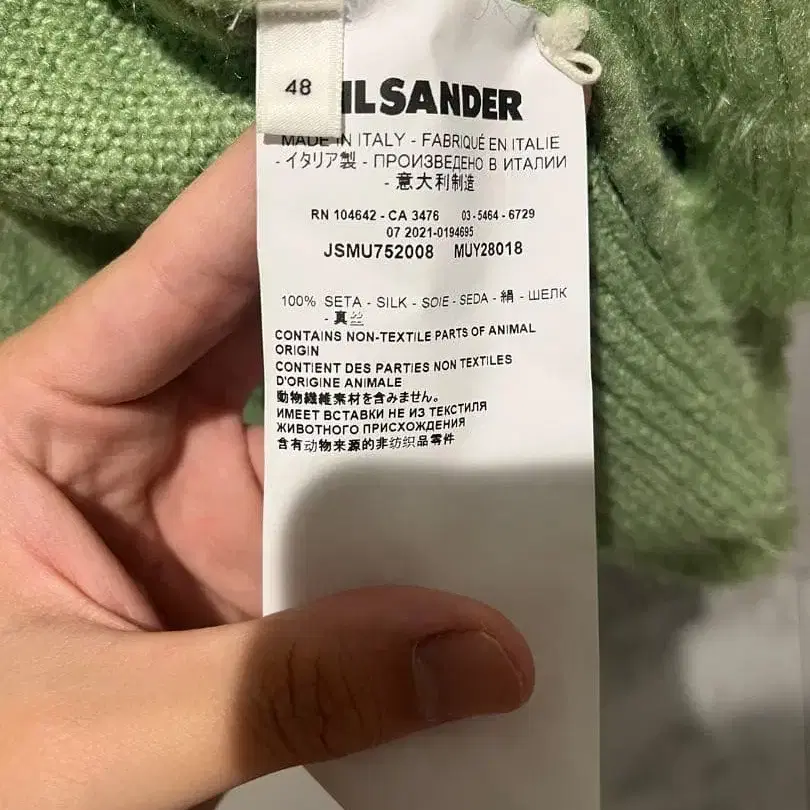 48
IL SANDER
MADE IN ITALY - FABRIQUÉ EN ITALIE
- イタリア製 - ПРОИЗВЕДЕНО В ИТАЛИИ
- 意大利制造
RN 104642 - CA 3476 03-5464-6729
07 2021-0194695
JSMU752008 MUY28018
100% SETA - SILK - SOIE - SEDA - 絹 - ШЕЛК
- 真丝
CONTAINS NON-TEXTILE PARTS OF ANIMAL
ORIGIN
CONTIENT DES PARTIES NON TEXTILES
D'ORIGINE ANIMALE
動物繊維素材を含みません。
ИМЕЕТ ВСТАВКИ НЕ ИЗ ТЕКСТИЛЯ
ЖИВОТНОГО ПРИСХОЖДЕНИЯ
含有动物来源的非纺织品零件